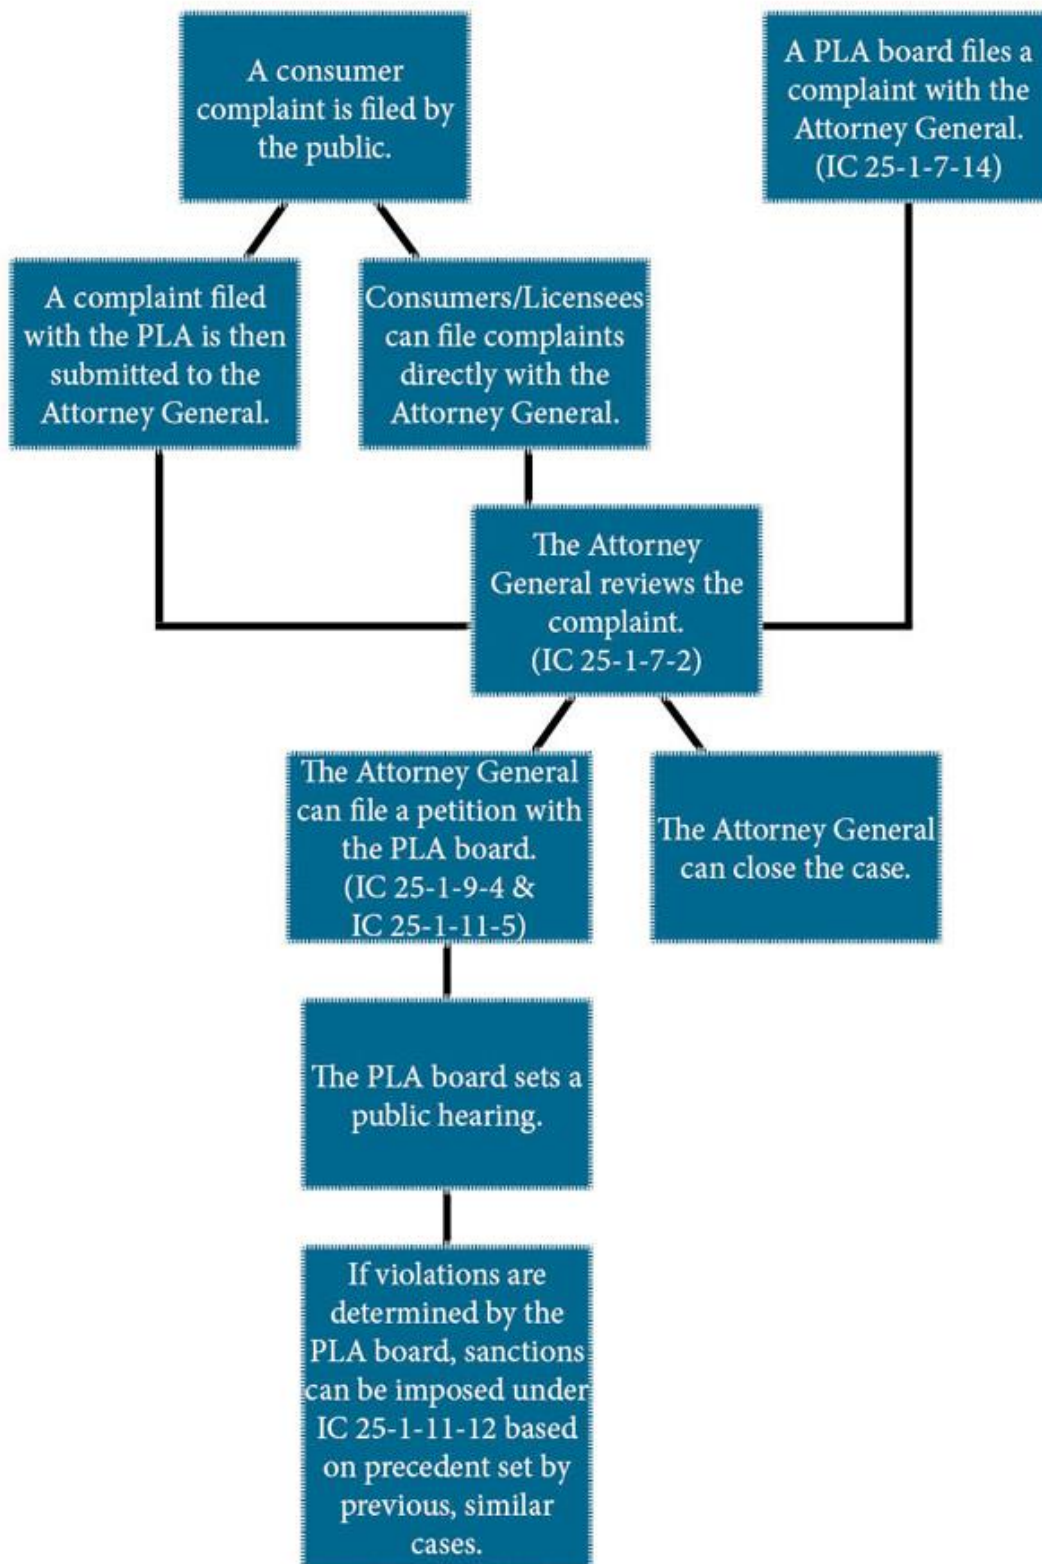 A consumer
complaint is filed by
the public.
A PLA board files a
complaint with the
Attorney General.
(IC 25-1-7-14)
A complaint filed
with the PLA is then
submitted to the
Attorney General.
Consumers/Licensees
can file complaints
directly with the
Attorney General.
The Attorney
General reviews the
complaint.
(IC 25-1-7-2)
The Attorney General
can file a petition with
the PLA board.
(IC 25-1-9-4 &
IC 25-1-11-5)
The Attorney General
can close the case.
The PLA board sets a
public hearing.
If violations are
determined by the
PLA board, sanctions
can be imposed under
IC 25-1-11-12 based
on precedent set by
previous, similar
cases.